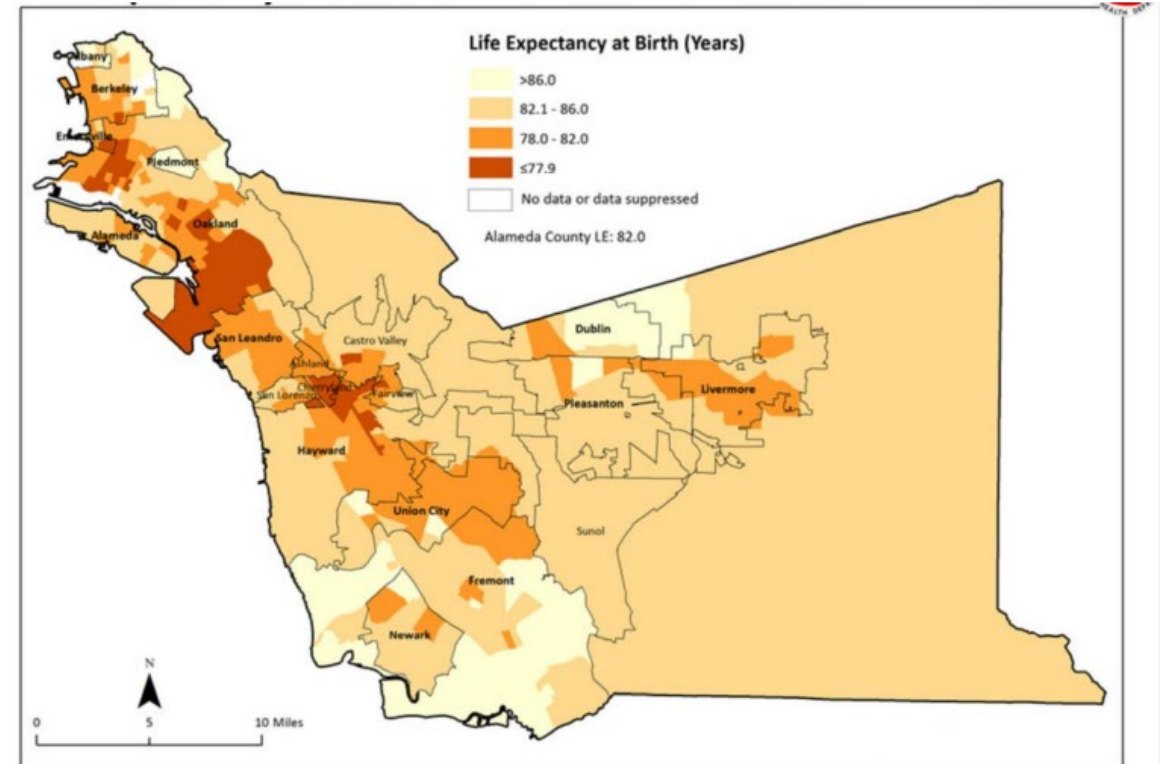 HEALTH DEPA
Life Expectancy at Birth (Years)
>86.0
82.1 - 86.0
78.0 - 82.0
≤77.9
No data or data suppressed
Alameda County LE: 82.0
Albany
Berkeley
Emeryville
Piedmont
Oakland
Alameda
San Leandro
Castro Valley
Ashland
Cherryland
San Lorenzo
Fairview
Dublin
Livermore
Pleasanton
Hayward
Union City
Sunol
Fremont
Newark
N
0 5 10 Miles